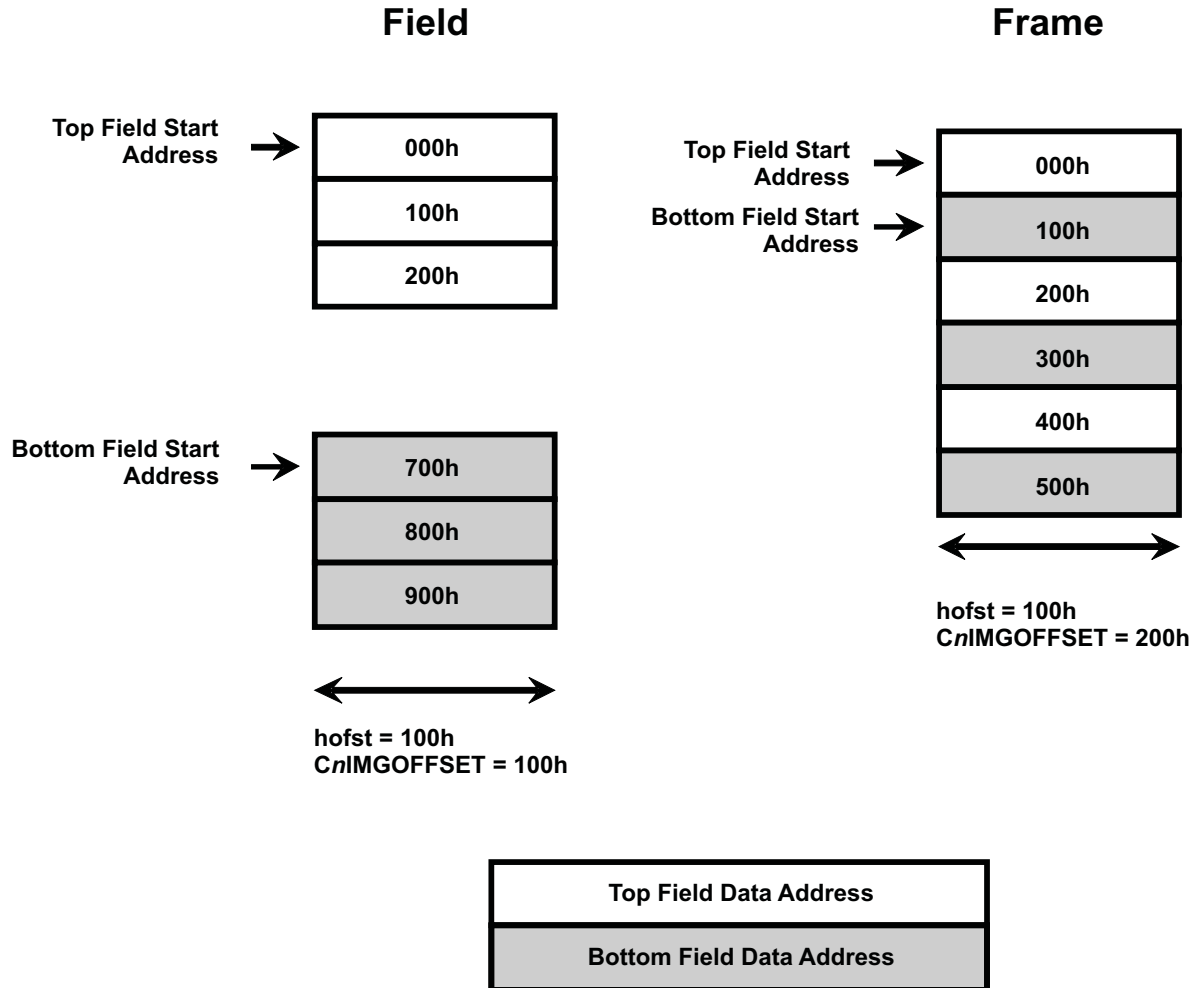 Field
Top Field Start
Address
000h
100h
200h
Bottom Field Start
Address
700h
800h
900h
hofst = 100h
CnIMGOFFSET = 100h
Frame
Top Field Start
Address
Bottom Field Start
Address
000h
100h
200h
300h
400h
500h
hofst = 100h
CnIMGOFFSET = 200h
Top Field Data Address
Bottom Field Data Address